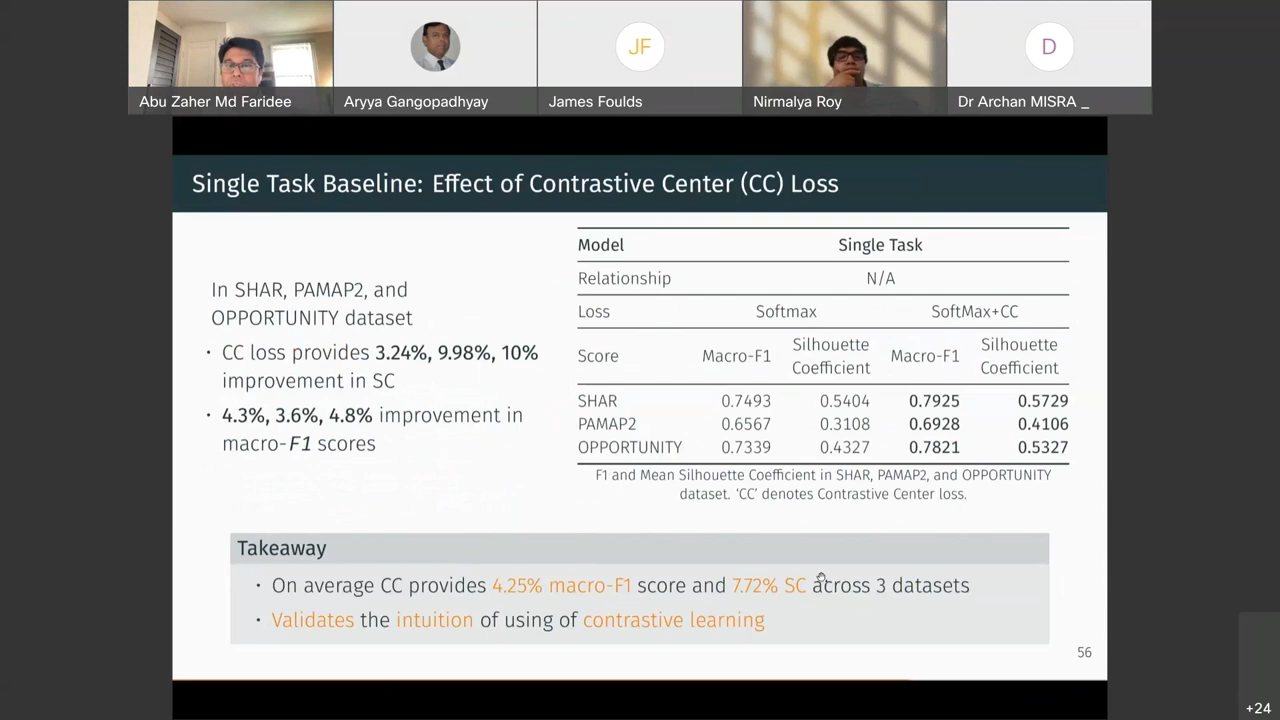 JF
D
Abu Zaher Md Faridee
Aryya Gangopadhyay
James Foulds
Nirmalya Roy
Dr Archan MISRA _
Single Task Baseline: Effect of Contrastive Center (CC) Loss
In SHAR, PAMAP2, and
OPPORTUNITY dataset
· CC loss provides 3.24%, 9.98%, 10%
improvement in SC
· 4.3%, 3.6%, 4.8% improvement in
macro-F1 scores
Model Single Task
Relationship N/A
Loss Softmax SoftMax+CC
Score Macro-F1 Silhouette Coefficient Macro-F1 Silhouette Coefficient
SHAR 0.7493 0.5404 0.7925 0.5729
PAMAP2 0.6567 0.3108 0.6928 0.4106
OPPORTUNITY 0.7339 0.4327 0.7821 0.5327
F1 and Mean Silhouette Coefficient in SHAR, PAMAP2, and OPPORTUNITY
dataset. ‘CC’ denotes Contrastive Center loss.
Takeaway
· On average CC provides 4.25% macro-F1 score and 7.72% SC across 3 datasets
· Validates the intuition of using of contrastive learning
56
+24